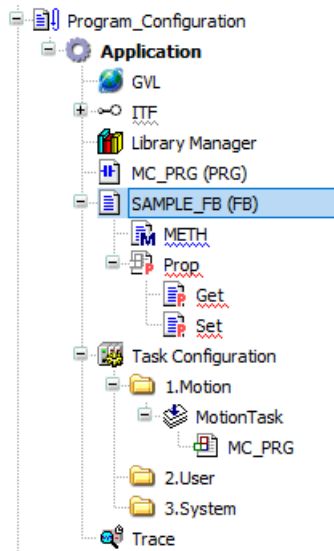 Program_Configuration
Application
GVL
ITF
Library Manager
MC_PRG (PRG)
SAMPLE_FB (FB)
METH
Prop
Get
Set
Task Configuration
1.Motion
MotionTask
MC_PRG
2.User
3.System
Trace